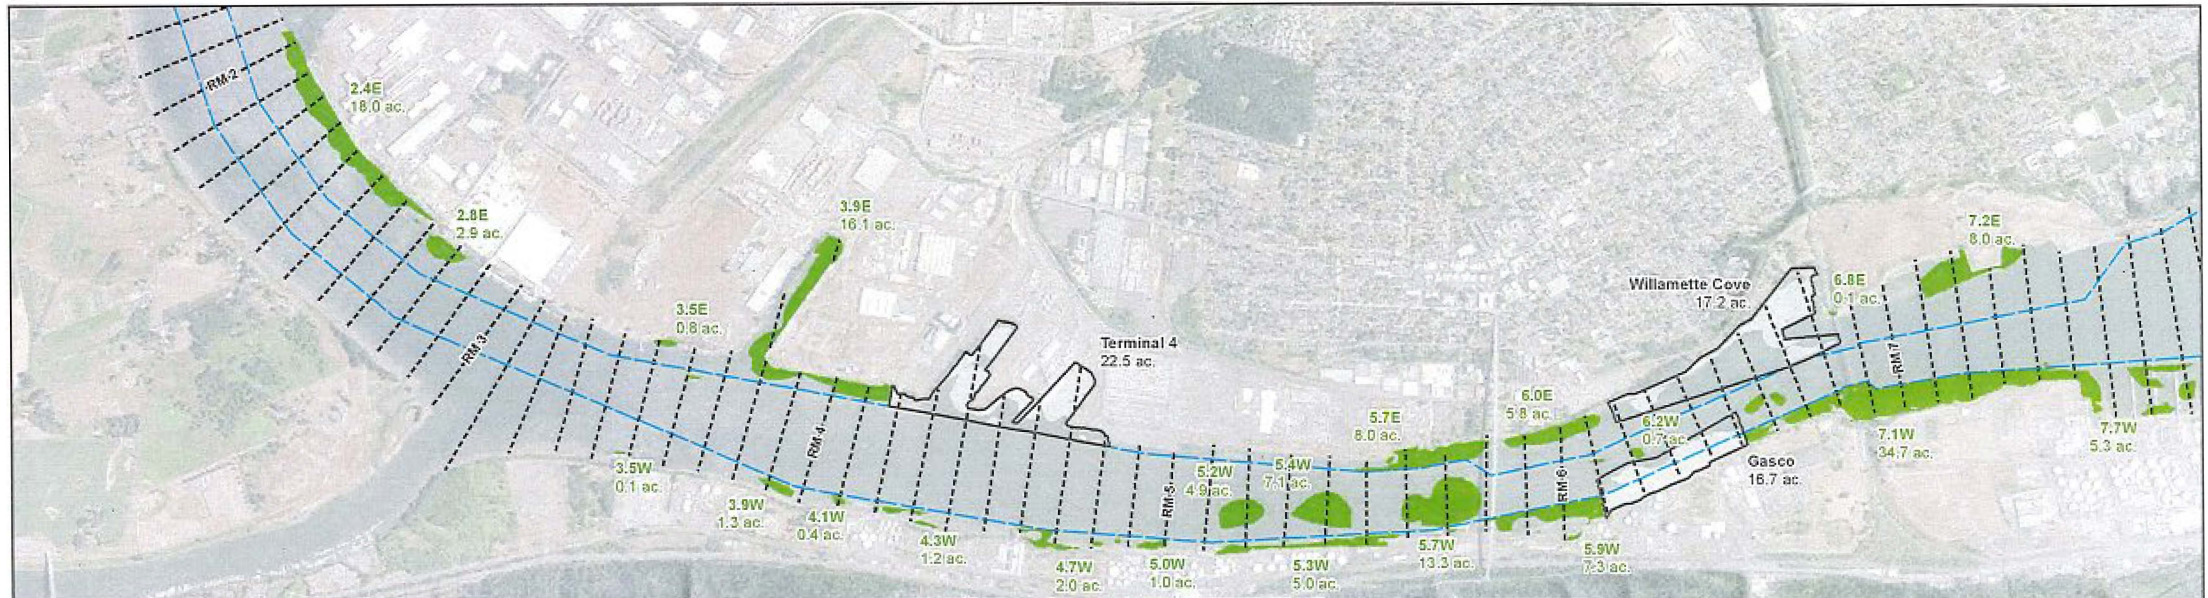 RM-2
2.4E
18.0 ac.
2.8E
2.9 ac.
RM-3
3.5E
0.8 ac.
3.9E
16.1 ac.
3.5W
0.1 ac.
3.9W
1.3 ac.
RM-4
4.1W
0.4 ac.
4.3W
1.2 ac.
Terminal 4
22.5 ac.
4.7W
2.0 ac.
RM-5
5.0W
1.0 ac.
5.2W
4.9 ac.
5.4W
7.1 ac.
5.3W
5.0 ac.
5.7E
8.0 ac.
5.7W
13.3 ac.
6.0E
5.8 ac.
RM-6
5.9W
7.3 ac.
6.2W
0.7 ac.
Willamette Cove
17.2 ac.
Gasco
16.7 ac.
6.8E
0.1 ac.
RM-7
7.1W
34.7 ac.
7.2E
8.0 ac.
7.7W
5.3 ac.